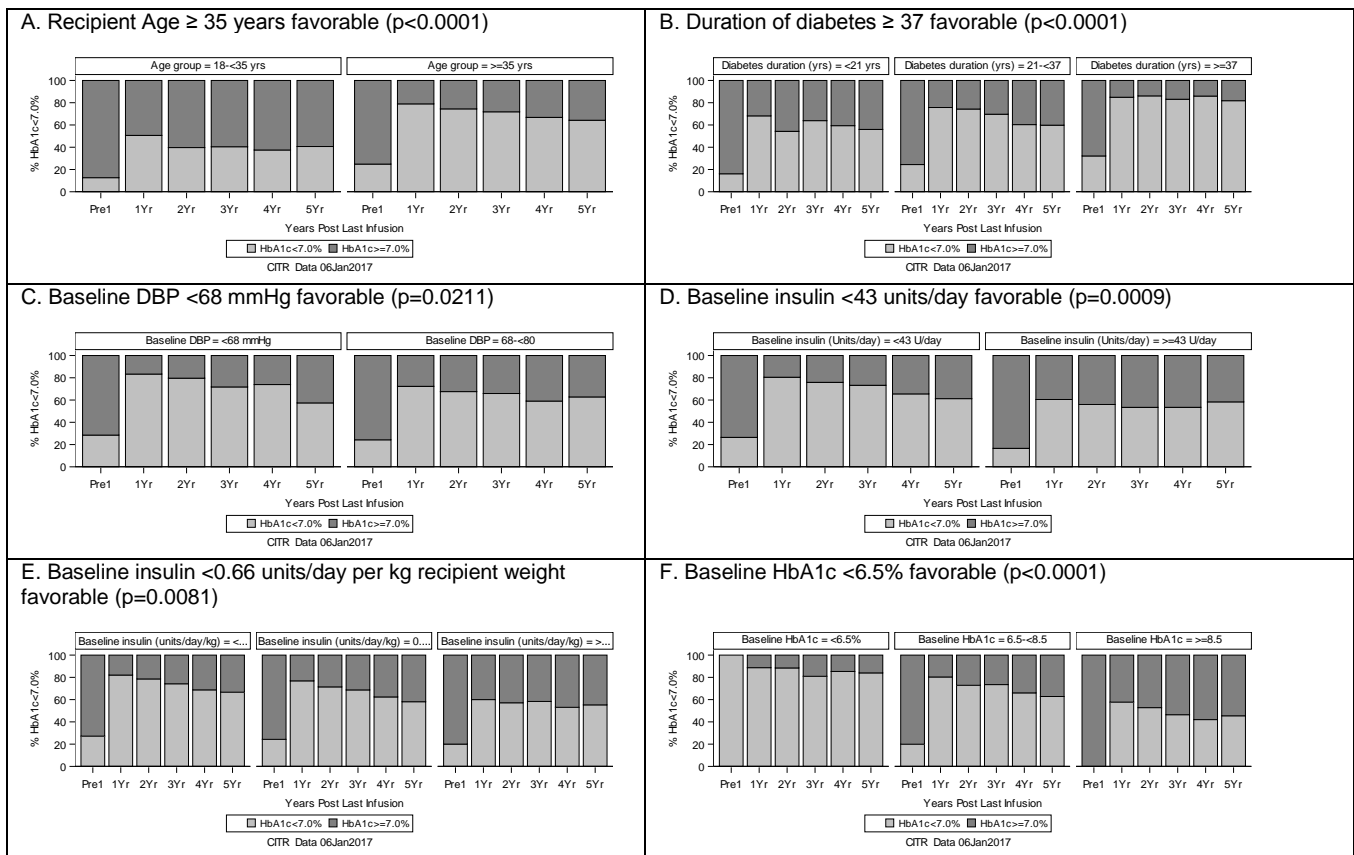 A. Recipient Age ≥ 35 years favorable (p<0.0001)
Age group = 18-<35 yrs
Age group = >=35 yrs
% HbA1c<7.0%
100
80
60
40
20
0
Pre1 1Yr 2Yr 3Yr 4Yr 5Yr
Pre1 1Yr 2Yr 3Yr 4Yr 5Yr
Years Post Last Infusion
HbA1c<7.0% HbA1c>=7.0%
CITR Data 06Jan2017
B. Duration of diabetes ≥ 37 favorable (p<0.0001)
Diabetes duration (yrs) = <21 yrs
Diabetes duration (yrs) = 21-<37
Diabetes duration (yrs) = >=37
% HbA1c<7.0%
100
80
60
40
20
0
Pre1 1Yr 2Yr 3Yr 4Yr 5Yr
Pre1 1Yr 2Yr 3Yr 4Yr 5Yr
Pre1 1Yr 2Yr 3Yr 4Yr 5Yr
Years Post Last Infusion
HbA1c<7.0% HbA1c>=7.0%
CITR Data 06Jan2017
C. Baseline DBP <68 mmHg favorable (p=0.0211)
Baseline DBP = <68 mmHg
Baseline DBP = 68-<80
% HbA1c<7.0%
100
80
60
40
20
0
Pre1 1Yr 2Yr 3Yr 4Yr 5Yr
Pre1 1Yr 2Yr 3Yr 4Yr 5Yr
Years Post Last Infusion
HbA1c<7.0% HbA1c>=7.0%
CITR Data 06Jan2017
D. Baseline insulin <43 units/day favorable (p=0.0009)
Baseline insulin (Units/day) = <43 U/day
Baseline insulin (Units/day) = >=43 U/day
% HbA1c<7.0%
100
80
60
40
20
0
Pre1 1Yr 2Yr 3Yr 4Yr 5Yr
Pre1 1Yr 2Yr 3Yr 4Yr 5Yr
Years Post Last Infusion
HbA1c<7.0% HbA1c>=7.0%
CITR Data 06Jan2017
E. Baseline insulin <0.66 units/day per kg recipient weight
favorable (p=0.0081)
Baseline insulin (units/day/kg) = <...
Baseline insulin (units/day/kg) = 0....
Baseline insulin (units/day/kg) = >...
% HbA1c<7.0%
100
80
60
40
20
0
Pre1 1Yr 2Yr 3Yr 4Yr 5Yr
Pre1 1Yr 2Yr 3Yr 4Yr 5Yr
Pre1 1Yr 2Yr 3Yr 4Yr 5Yr
Years Post Last Infusion
HbA1c<7.0% HbA1c>=7.0%
CITR Data 06Jan2017
F. Baseline HbA1c <6.5% favorable (p<0.0001)
Baseline HbA1c = <6.5%
Baseline HbA1c = 6.5-<8.5
Baseline HbA1c = >=8.5
% HbA1c<7.0%
100
80
60
40
20
0
Pre1 1Yr 2Yr 3Yr 4Yr 5Yr
Pre1 1Yr 2Yr 3Yr 4Yr 5Yr
Pre1 1Yr 2Yr 3Yr 4Yr 5Yr
Years Post Last Infusion
HbA1c<7.0% HbA1c>=7.0%
CITR Data 06Jan2017